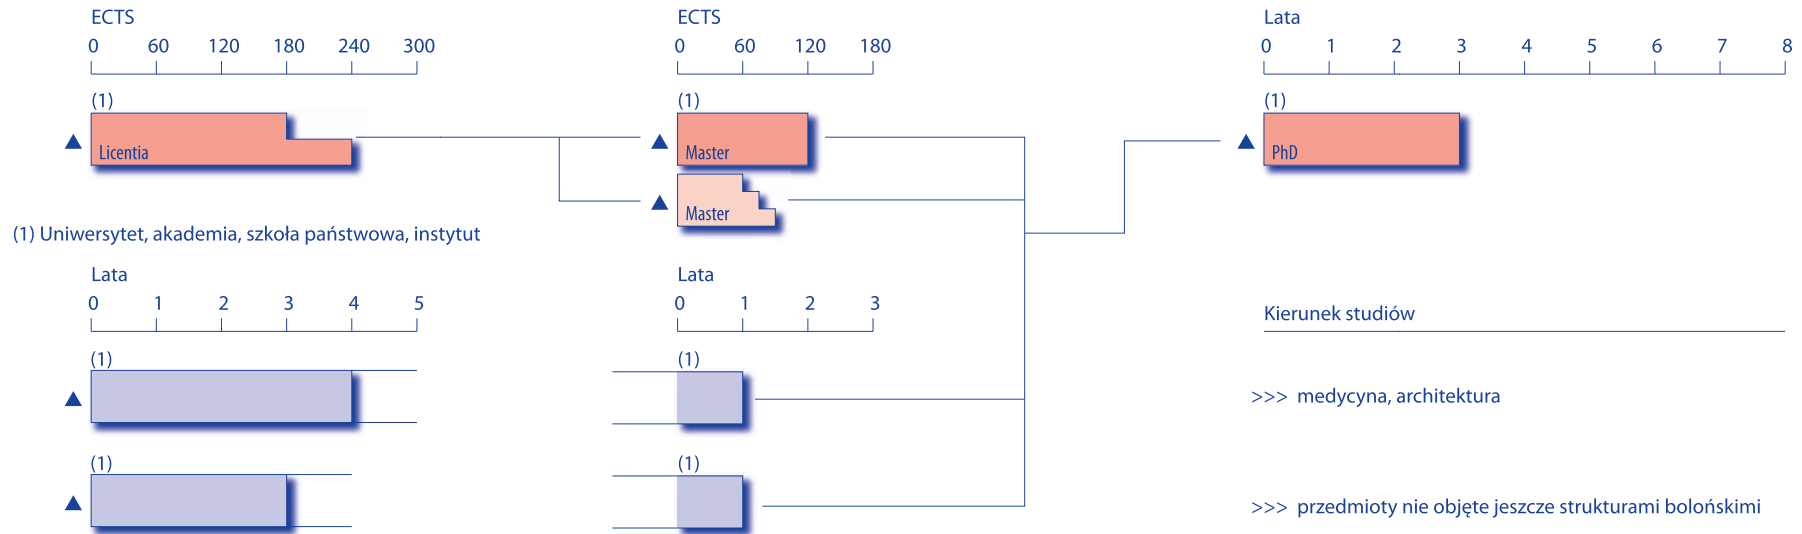 ECTS
0 60 120 180 240 300
(1)
Licentia
ECTS
0 60 120 180
(1)
Master
Master
Lata
0 1 2 3 4 5 6 7 8
(1)
PhD
(1) Uniwersytet, akademia, szkoła państwowa, instytut
Lata
0 1 2 3 4 5
(1)
(1)
Lata
0 1 2 3
(1)
(1)
Kierunek studiów
>>> medycyna, architektura
>>> przedmioty nie objęte jeszcze strukturami bolońskimi